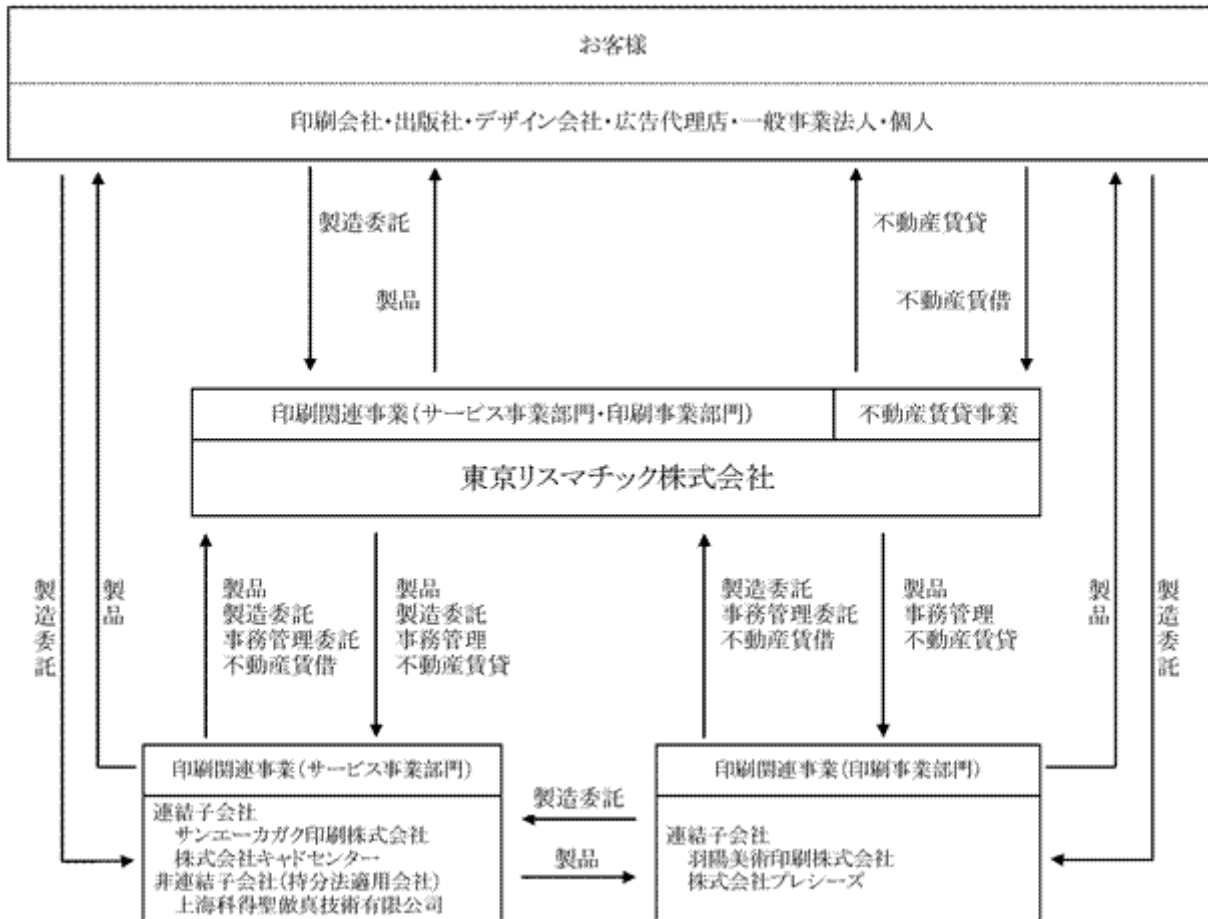 お客様
印刷会社・出版社・デザイン会社・広告代理店・一般事業法人・個人
製造委託
製品
不動産賃貸
不動産賃借
印刷関連事業(サービス事業部門・印刷事業部門)
不動産賃貸事業
東京リスマチック株式会社
製造委託
製品
製品
製造委託
事務管理委託
不動産賃借
製品
製造委託
事務管理
不動産賃貸
製造委託
事務管理委託
不動産賃借
製品
事務管理
不動産賃貸
製品
製造委託
印刷関連事業(サービス事業部門)
連結子会社
サンエーカガク印刷株式会社
株式会社キャドセンター
非連結子会社(持分法適用会社)
上海科得聖倣真技術有限公司
製造委託
製品
印刷関連事業(印刷事業部門)
連結子会社
羽陽美術印刷株式会社
株式会社プレシーズ